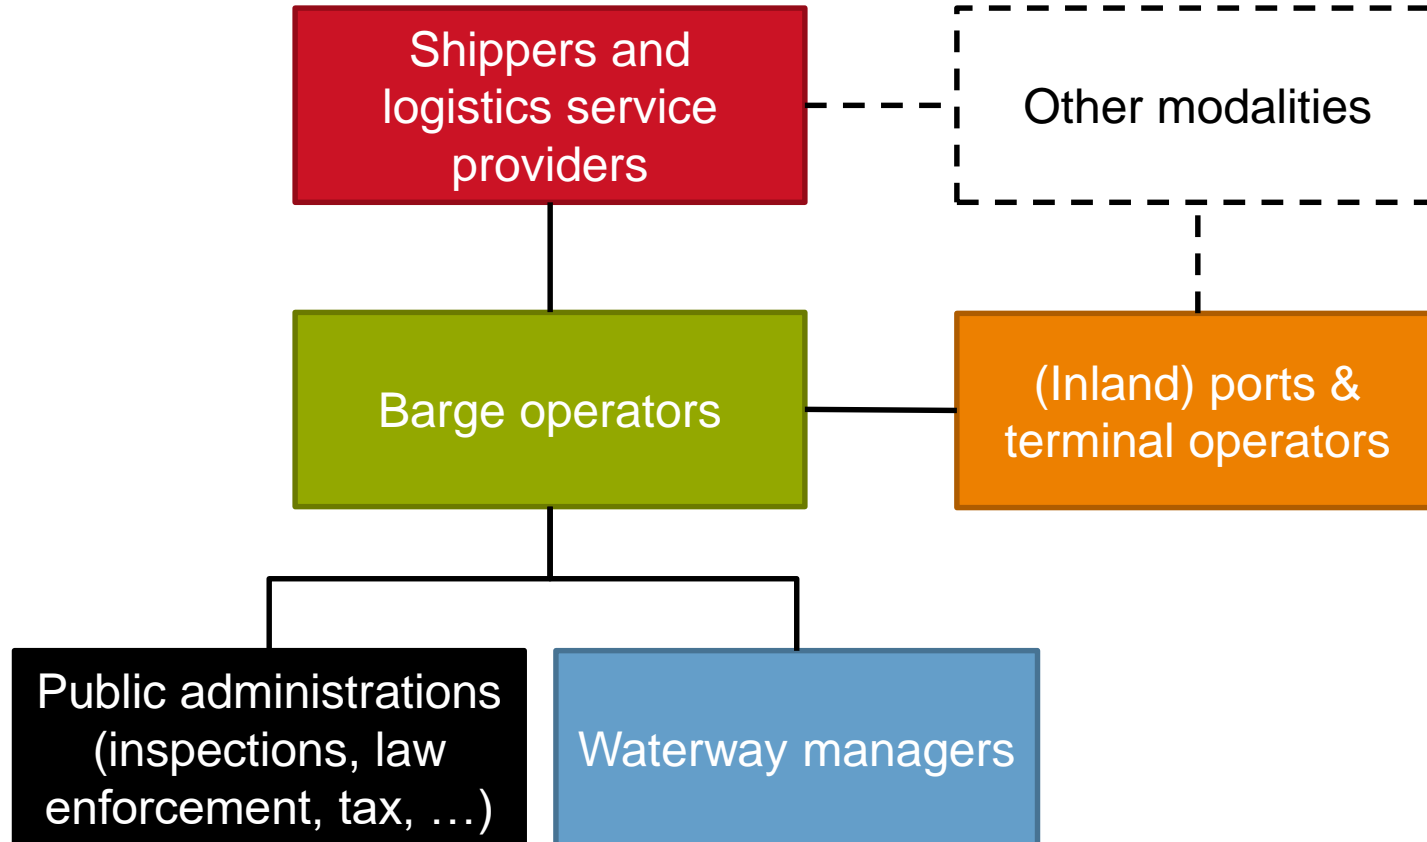 Shippers and
logistics service
providers
Other modalities
Barge operators
(Inland) ports &
terminal operators
Public administrations
(inspections, law
enforcement, tax, …)
Waterway managers